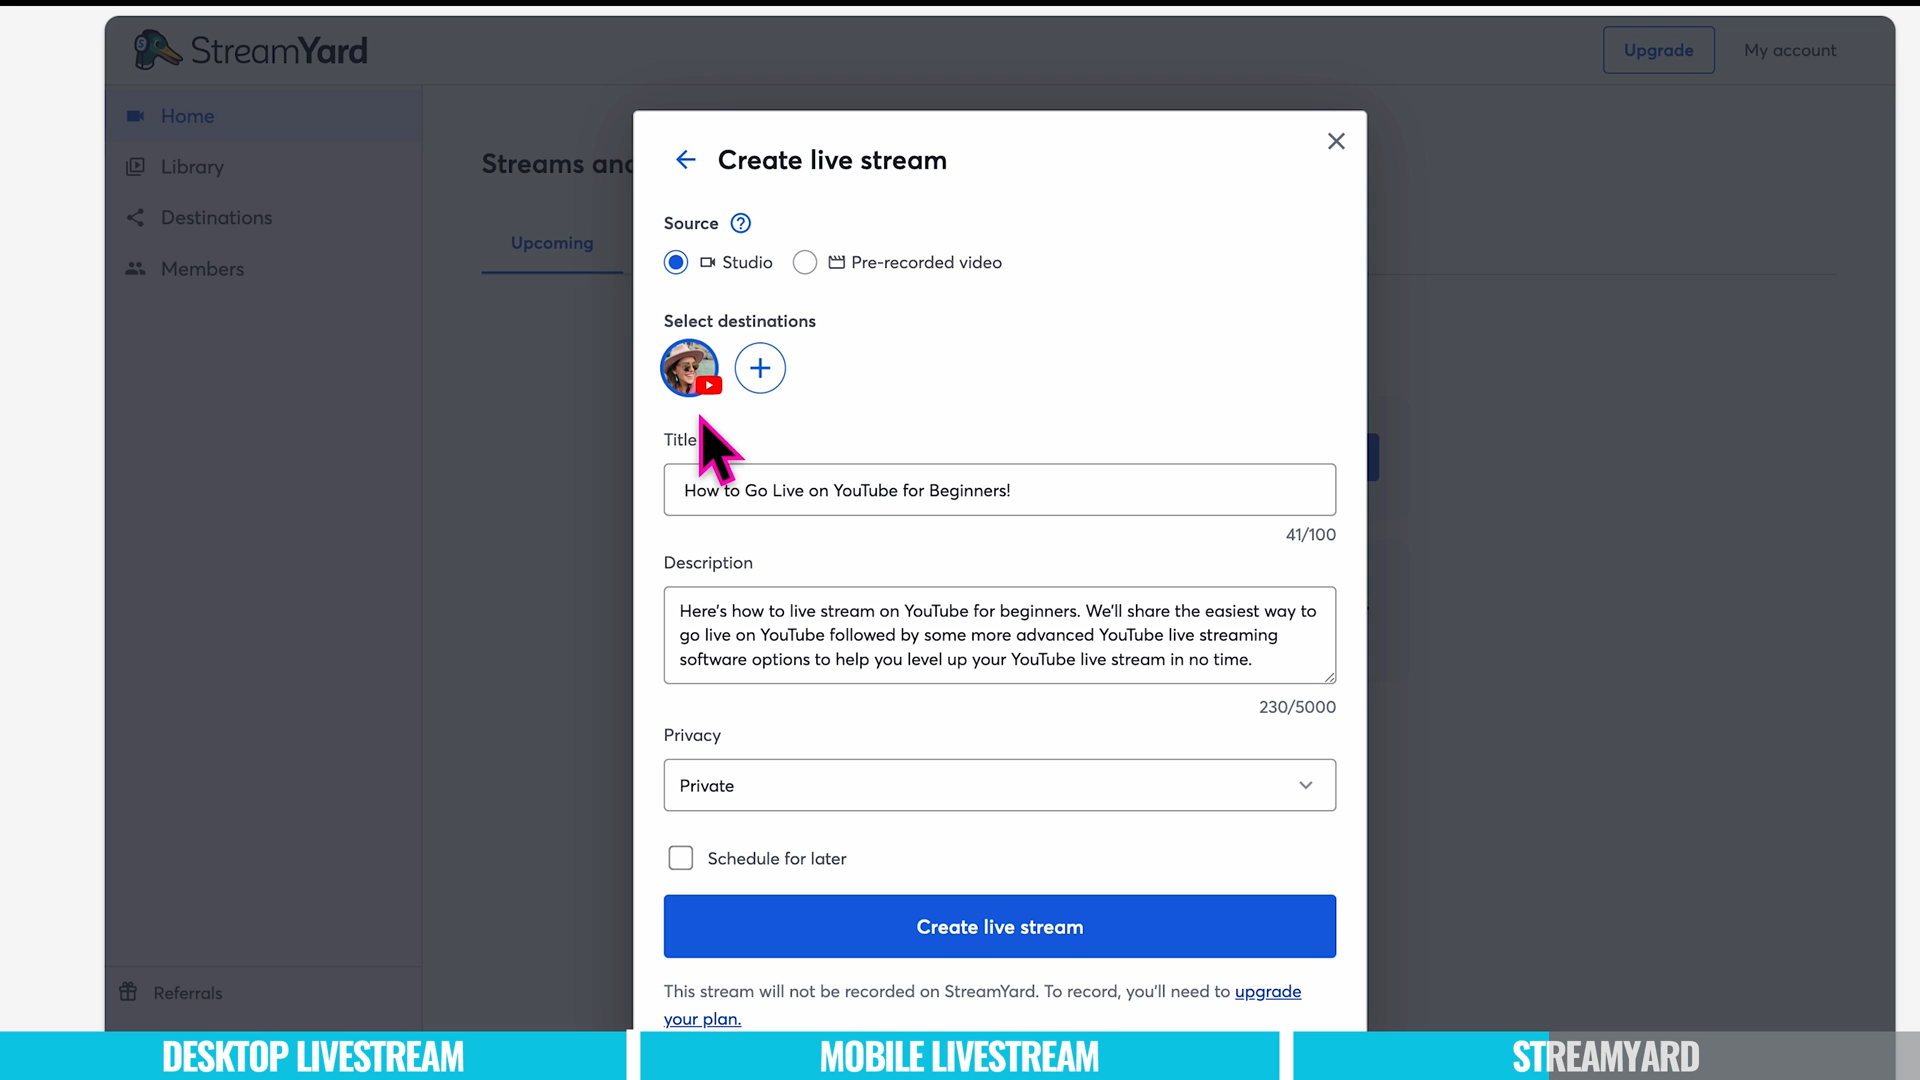 StreamYard
Upgrade
My account
Home
Library
Destinations
Members
Streams and
Upcoming
Create live stream
Source
Studio
Pre-recorded video
Select destinations
Title
How to Go Live on YouTube for Beginners!
41/100
Description
Here's how to live stream on YouTube for beginners. We'll share the easiest way to
go live on YouTube followed by some more advanced YouTube live streaming
software options to help you level up your YouTube live stream in no time.
230/5000
Privacy
Private
Schedule for later
Create live stream
This stream will not be recorded on StreamYard. To record, you'll need to upgrade
your plan.
Referrals
DESKTOP LIVESTREAM
MOBILE LIVESTREAM
STREAMYARD